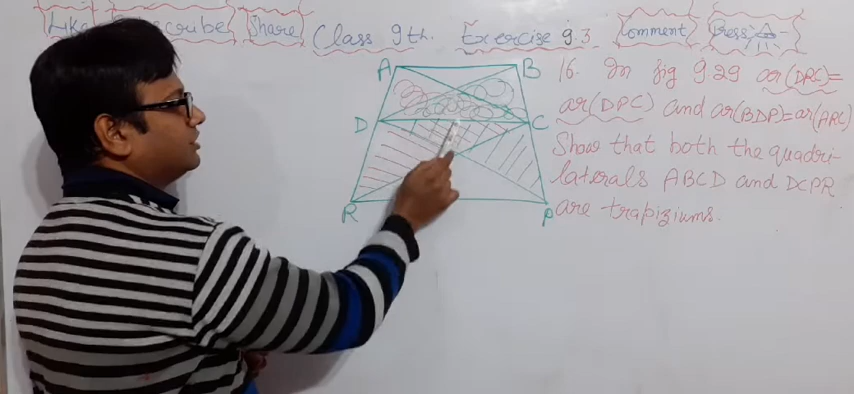 Like
Subscribe
Share
Class 9th.
Exercise 9.3
Comment
Press
A
B
D
C
R
P
16. In fig 9.29 ar(DRC)=
ar(DPC) and ar(BDP)=ar(ARC)
Show that both the quadri-
laterals ABCD and DCPR
are trapiziums.